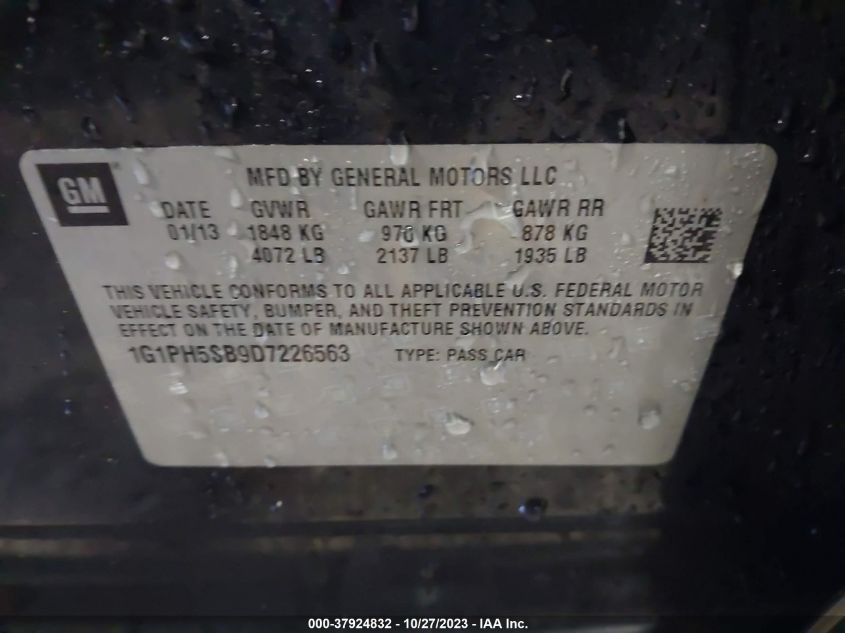 GM
MFD BY GENERAL MOTORS LLC
DATE GVWR GAWR FRT GAWR RR
01/13 1848 KG 970 KG 878 KG
4072 LB 2137 LB 1935 LB
THIS VEHICLE CONFORMS TO ALL APPLICABLE U.S. FEDERAL MOTOR
VEHICLE SAFETY, BUMPER, AND THEFT PREVENTION STANDARDS IN
EFFECT ON THE DATE OF MANUFACTURE SHOWN ABOVE.
1G1PH5SB9D7226563 TYPE: PASS CAR
000-37924832 - 10/27/2023 - IAA Inc.